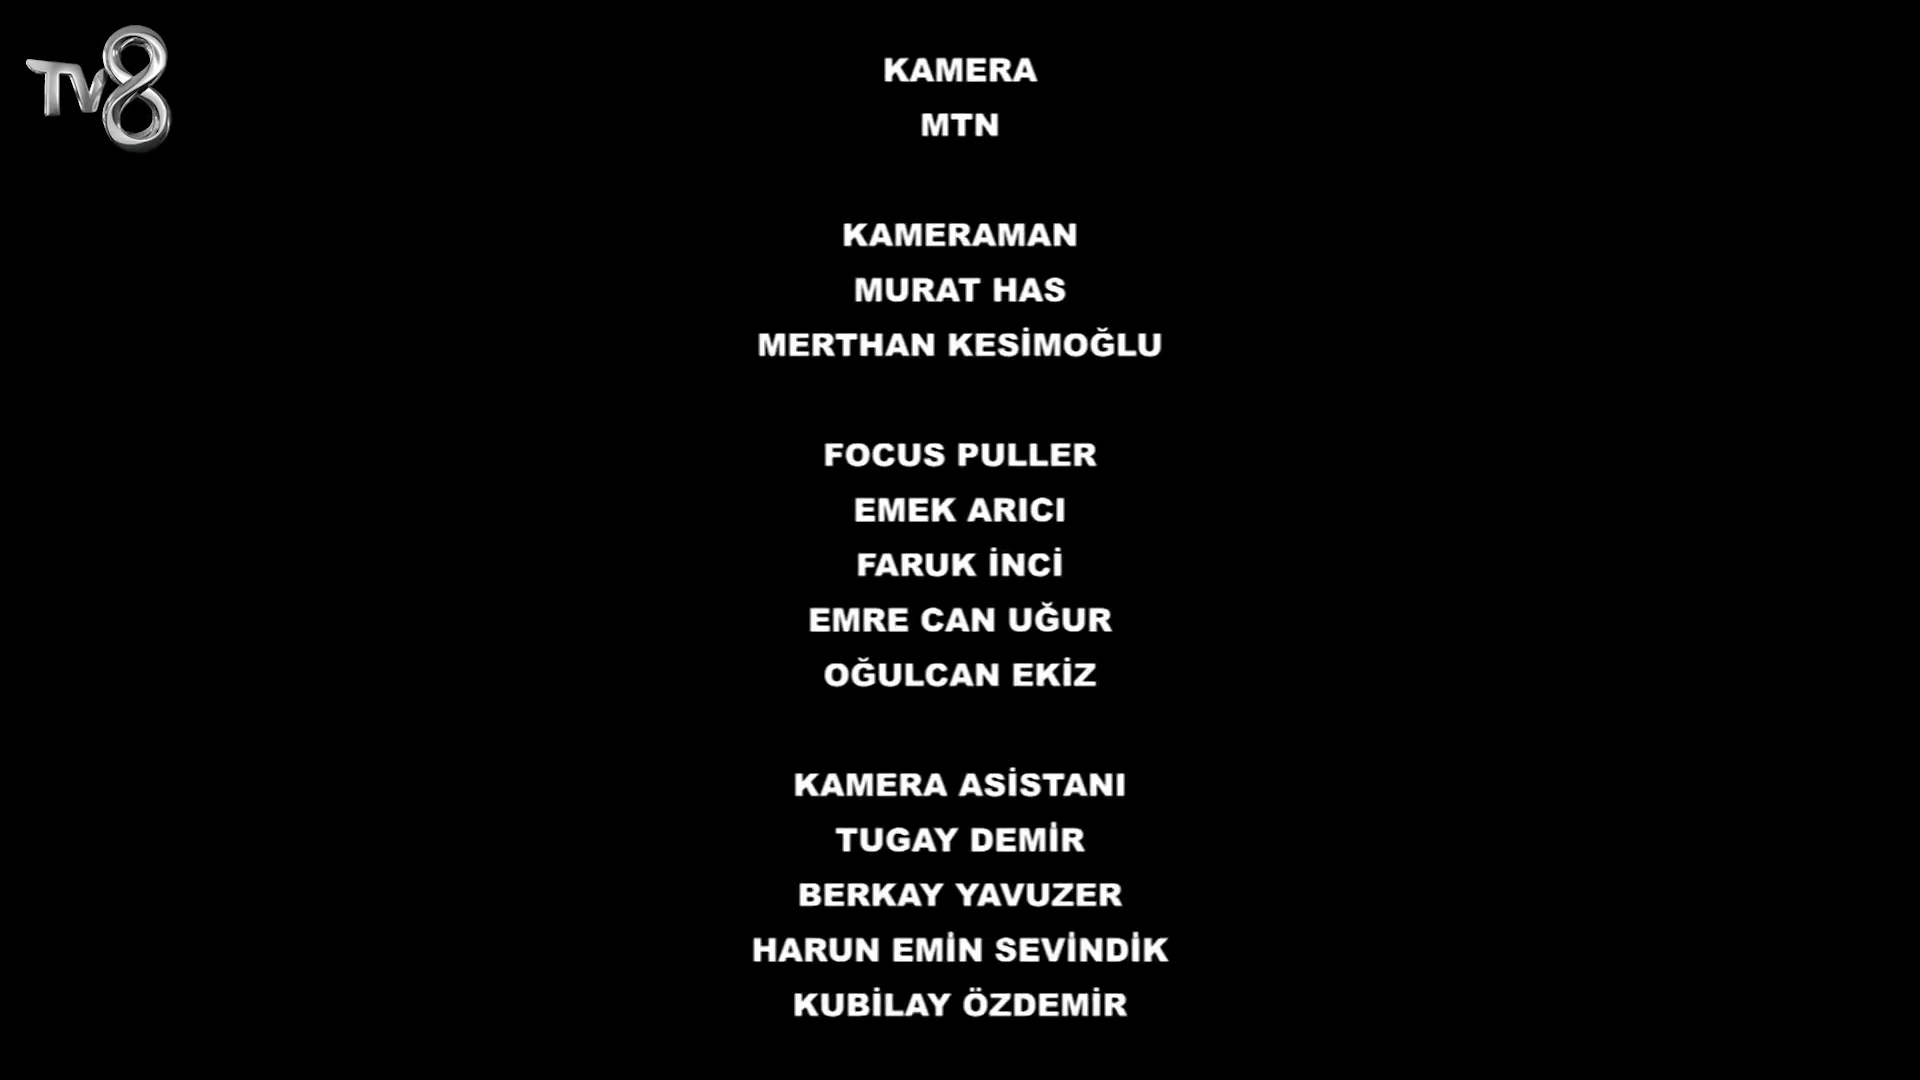 TV8
KAMERA
MTN
KAMERAMAN
MURAT HAS
MERTHAN KESİMOĞLU
FOCUS PULLER
EMEK ARICI
FARUK İNCİ
EMRE CAN UĞUR
OĞULCAN EKİZ
KAMERA ASİSTANI
TUGAY DEMİR
BERKAY YAVUZER
HARUN EMİN SEVİNDİK
KUBİLAY ÖZDEMİR